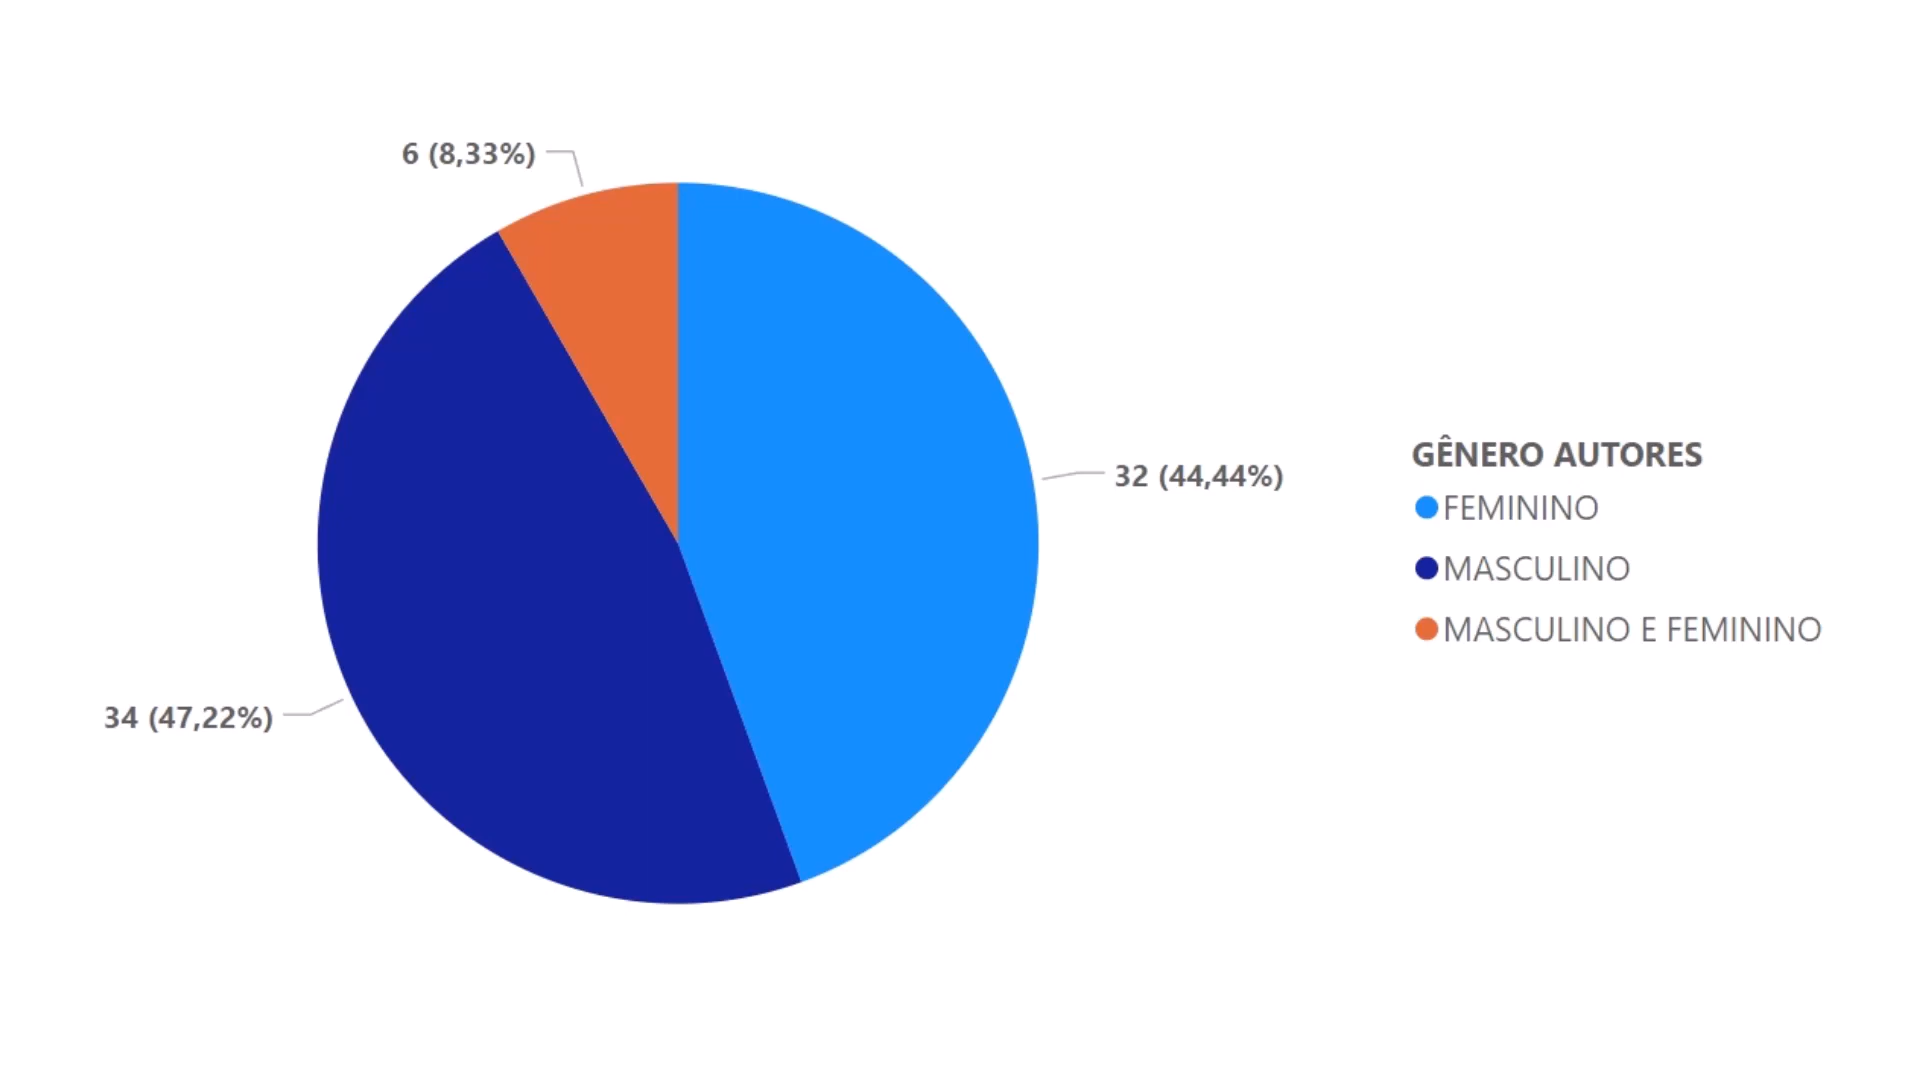 6 (8,33%)
32 (44,44%)
34 (47,22%)
GÊNERO AUTORES
FEMININO
MASCULINO
MASCULINO E FEMININO